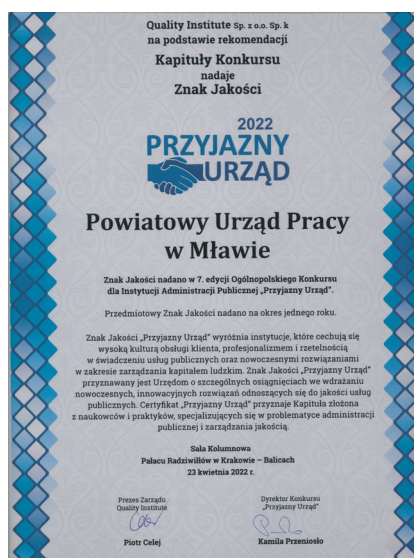 Quality Institute Sp. z o.o. Sp. k
na podstawie rekomendacji
Kapituły Konkursu
nadaje
Znak Jakości
2022
PRZYJAZNY
URZĄD
Powiatowy Urząd Pracy
w Mławie
Znak Jakości nadano w 7. edycji Ogólnopolskiego Konkursu
dla Instytucji Administracji Publicznej „Przyjazny Urząd”.
Przedmiotowy Znak Jakości nadano na okres jednego roku.
Znak Jakości „Przyjazny Urząd” wyróżnia instytucje, które cechują się
wysoką kulturą obsługi klienta, profesjonalizmem i rzetelnością
w świadczeniu usług publicznych oraz nowoczesnymi rozwiązaniami
w zakresie zarządzania kapitałem ludzkim. Znak Jakości „Przyjazny Urząd”
przyznawany jest Urzędom o szczególnych osiągnięciach we wdrażaniu
nowoczesnych, innowacyjnych rozwiązań odnoszących się do jakości usług
publicznych. Certyfikat „Przyjazny Urząd” przyznaje Kapituła złożona
z naukowców i praktyków, specjalizujących się w problematyce administracji
publicznej i zarządzania jakością.
Sala Kolumnowa
Pałacu Radziwiłłów w Krakowie – Balicach
23 kwietnia 2022 r.
Prezes Zarządu
Quality Institute
Piotr Celej
Dyrektor Konkursu
„Przyjazny Urząd”
Kamila Przeniosło